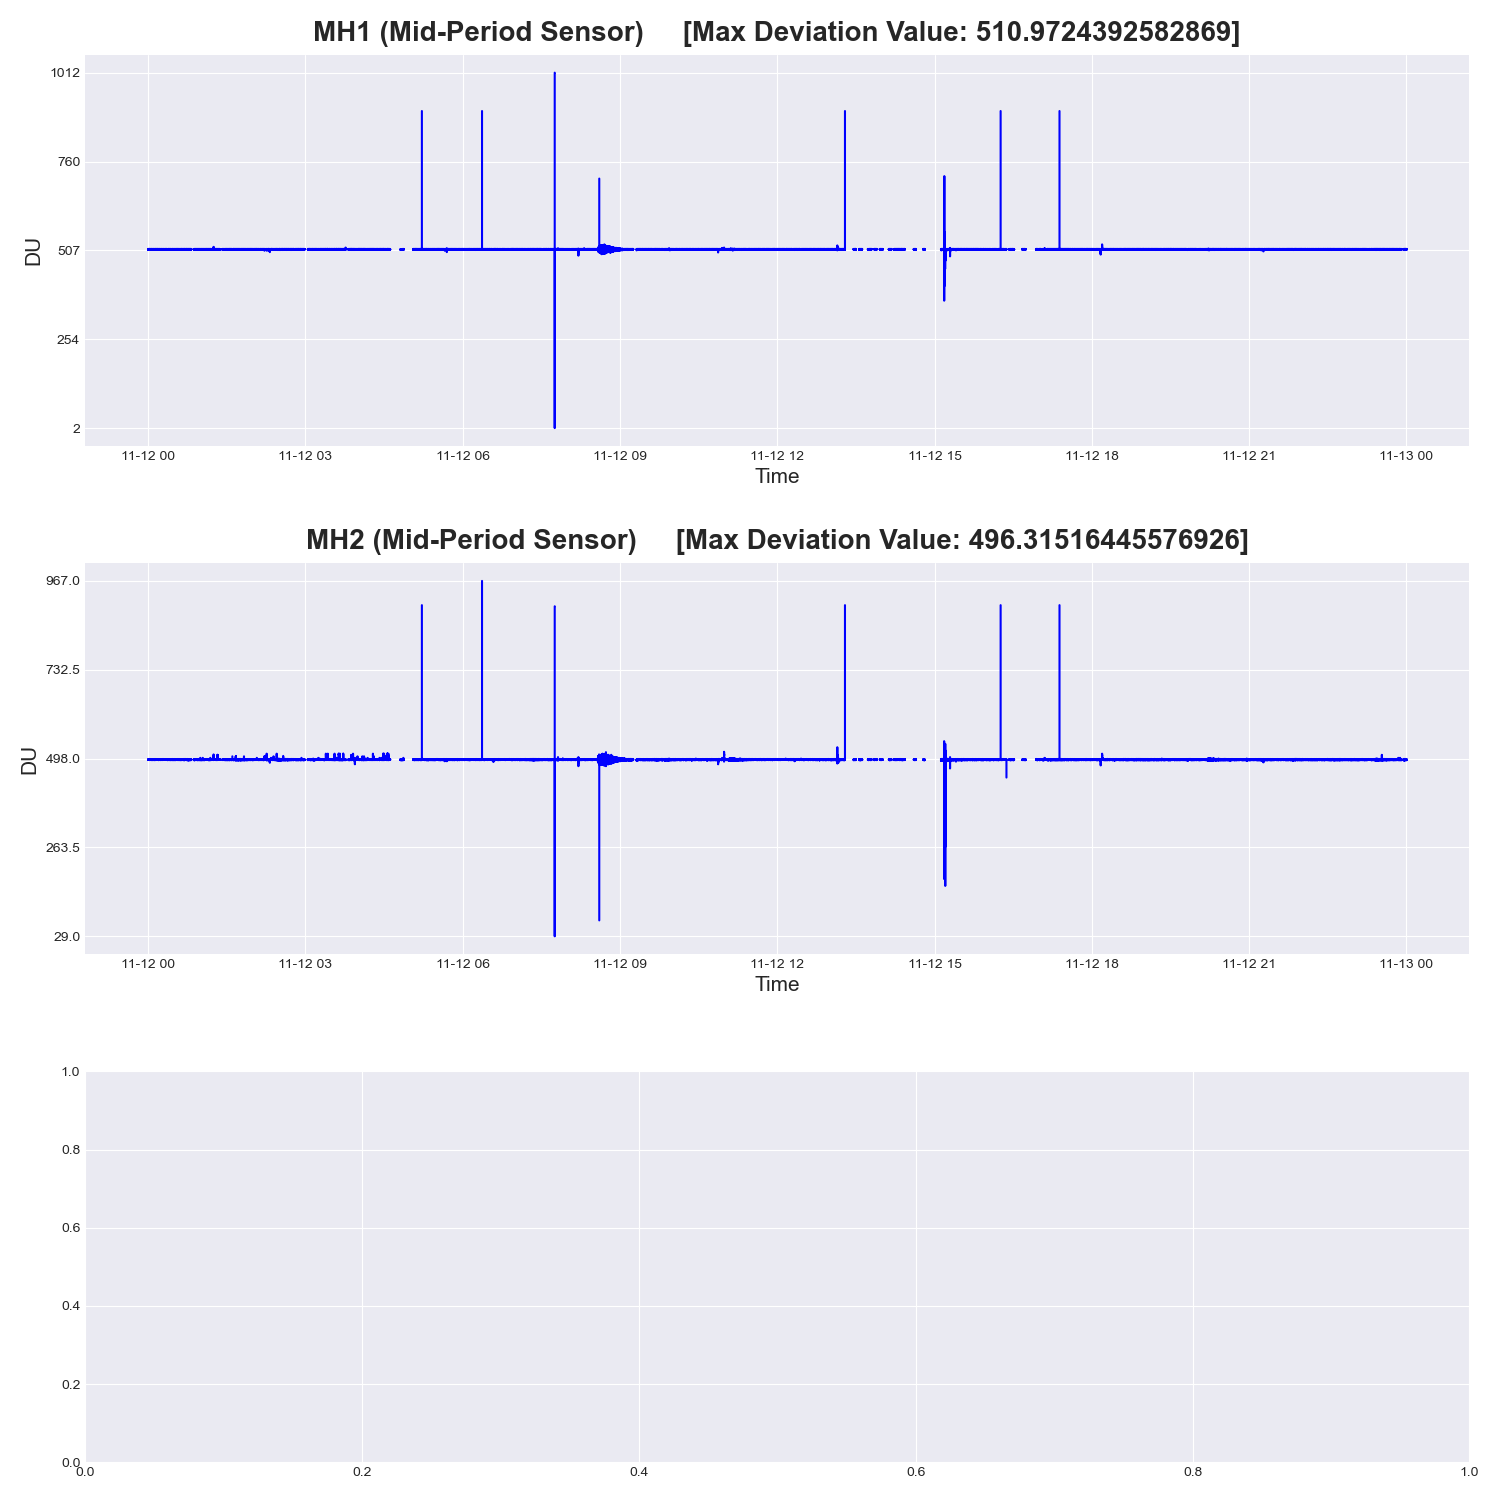 MH1 (Mid-Period Sensor) [Max Deviation Value: 510.9724392582869]
1012
760
507
254
2
DU
11-12 00 11-12 03 11-12 06 11-12 09 11-12 12 11-12 15 11-12 18 11-12 21 11-13 00
Time
MH2 (Mid-Period Sensor) [Max Deviation Value: 496.31516445576926]
967.0
732.5
498.0
263.5
29.0
DU
11-12 00 11-12 03 11-12 06 11-12 09 11-12 12 11-12 15 11-12 18 11-12 21 11-13 00
Time
1.0
0.8
0.6
0.4
0.2
0.0
0.0 0.2 0.4 0.6 0.8 1.0